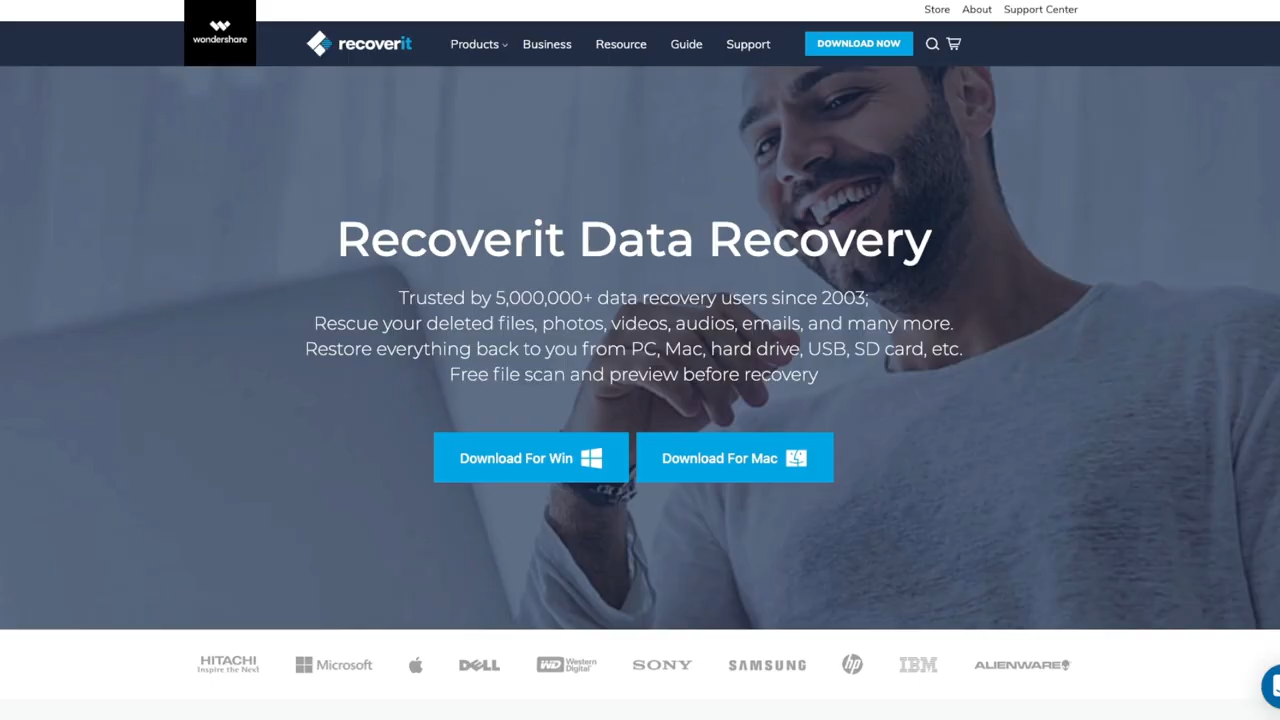 Store About Support Center
wondershare
recoverit
Products Business Resource Guide Support
DOWNLOAD NOW
Recoverit Data Recovery
Trusted by 5,000,000+ data recovery users since 2003;
Rescue your deleted files, photos, videos, audios, emails, and many more.
Restore everything back to you from PC, Mac, hard drive, USB, SD card, etc.
Free file scan and preview before recovery
Download For Win
Download For Mac
HITACHI
Inspire the Next
Microsoft
DELL
WD Western Digital
SONY
SAMSUNG
hp
IBM
ALIENWARE